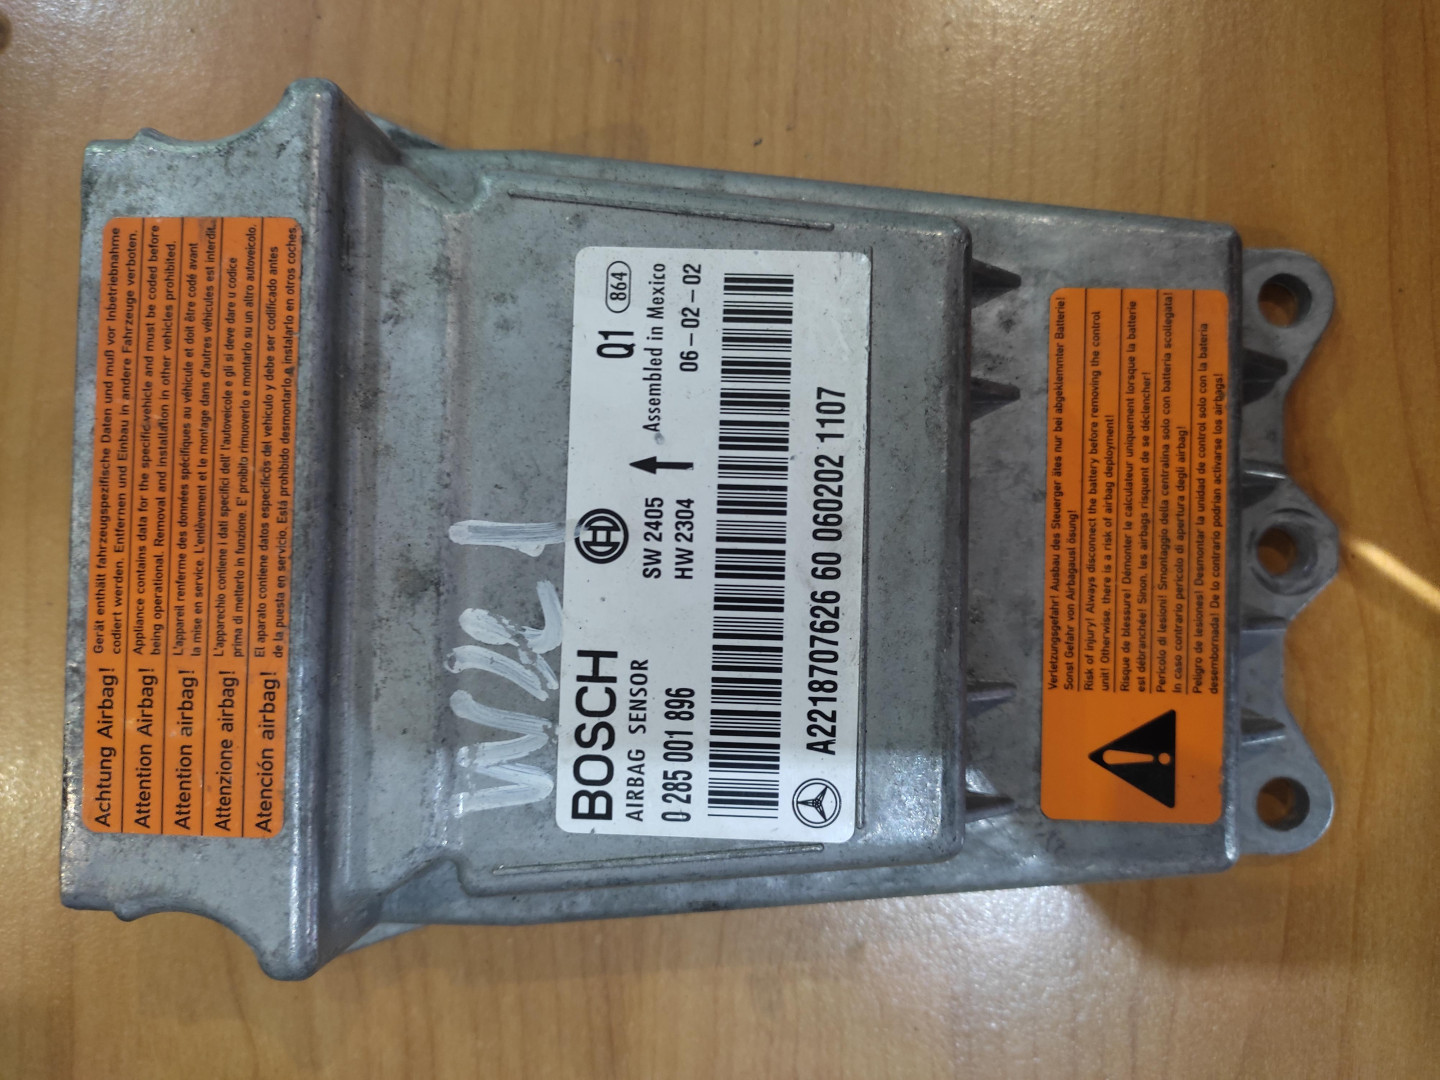 Achtung Airbag! Gerät enthält fahrzeugspezifische Daten und muß vor Inbetriebnahme
codiert werden. Entfernen und Einbau in andere Fahrzeuge verboten.
Attention Airbag! Appliance contains data for the specific vehicle and must be coded before
being operational. Removal and installation in other vehicles prohibited.
Attention airbag! L'appareil renferme des données spécifiques au véhicule et doit être codé avant
la mise en service. L'enlèvement et le montage dans d'autres véhicules est interdit.
Attenzione airbag! L'apparechio contiene i dati specifici dell' l'autoveicole e gli si deve dare u codice
prima di metterlo in funzione. E' proibito rimuoverlo e montarlo su un altro autoveicolo.
Atención airbag! El aparato contiene datos especificos del vehiculo y debe ser codificado antes
de la puesta en servicio. Está prohibido desmontarlo e instalarlo en otros coches.
BOSCH Q1 864
AIRBAG SENSOR SW 2405 Assembled in Mexico
0 285 001 896 HW 2304 06-02-02
A2218707626 60 060202 1107
Verletzungsgefahr! Ausbau des Steuerger ätes nur bei abgeklemmter Batterie!
Sonst Gefahr von Airbagausl ösung!
Risk of injury! Always disconnect the battery before removing the control
unit! Otherwise, there is a risk of airbag deployment!
Risque de blessure! Démonter le calculateur uniquement lorsque la batterie
est débranchée! Sinon, les airbags risquent de se déclencher!
Pericolo di lesioni! Smontaggio della centralina solo con batteria scollegata!
In caso contrario pericolo di apertura degli airbag!
Peligro de lesiones! Desmontar la unidad de control solo con la bateria
desembornada! De lo contrario podrian activarse los airbags!